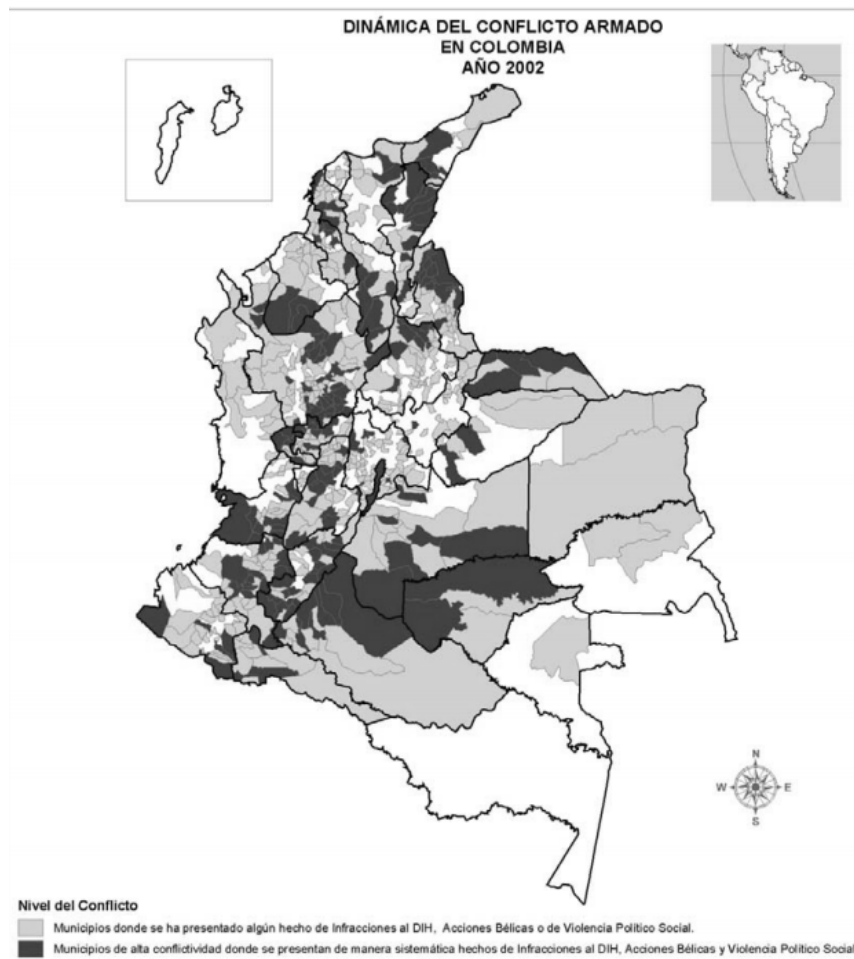 DINÁMICA DEL CONFLICTO ARMADO
EN COLOMBIA
AÑO 2002
N
W E
S
Nivel del Conflicto
Municipios donde se ha presentado algún hecho de Infracciones al DIH, Acciones Bélicas o de Violencia Político Social.
Municipios de alta conflictividad donde se presentan de manera sistemática hechos de Infracciones al DIH, Acciones Bélicas y Violencia Político Social